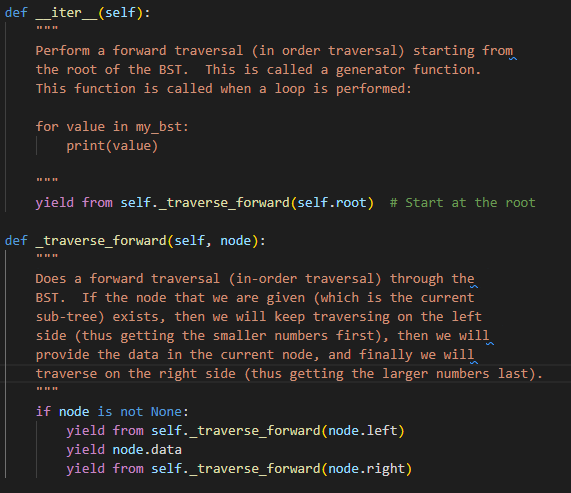 def __iter__(self):
    """
    Perform a forward traversal (in order traversal) starting from
    the root of the BST.  This is called a generator function.
    This function is called when a loop is performed:

    for value in my_bst:
        print(value)

    """
    yield from self._traverse_forward(self.root)  # Start at the root

def _traverse_forward(self, node):
    """
    Does a forward traversal (in-order traversal) through the
    BST.  If the node that we are given (which is the current
    sub-tree) exists, then we will keep traversing on the left
    side (thus getting the smaller numbers first), then we will
    provide the data in the current node, and finally we will
    traverse on the right side (thus getting the larger numbers last).
    """
    if node is not None:
        yield from self._traverse_forward(node.left)
        yield node.data
        yield from self._traverse_forward(node.right)